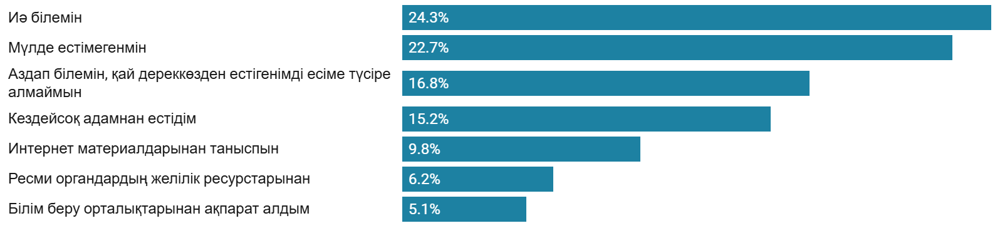 Иә білемін
24.3%
Мүлде естімегенмін
22.7%
Аздап білемін, қай дереккөзден естігенімді есіме түсіре
алмаймын
16.8%
Кездейсоқ адамнан естідім
15.2%
Интернет материалдарынан таныспын
9.8%
Ресми органдардың желілік ресурстарынан
6.2%
Білім беру орталықтарынан ақпарат алдым
5.1%